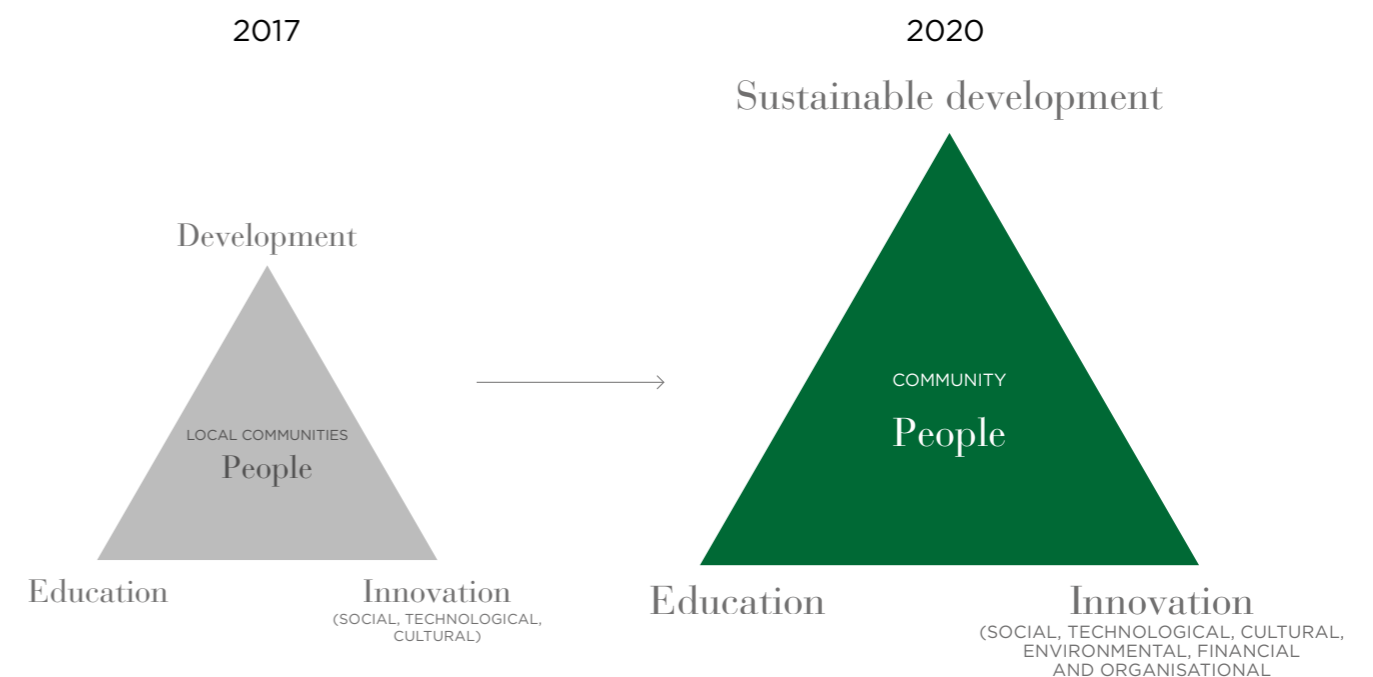 2017
Development
LOCAL COMMUNITIES
People
Education
Innovation
(SOCIAL, TECHNOLOGICAL,
CULTURAL)
2020
Sustainable development
COMMUNITY
People
Education
Innovation
(SOCIAL, TECHNOLOGICAL, CULTURAL,
ENVIRONMENTAL, FINANCIAL
AND ORGANISATIONAL